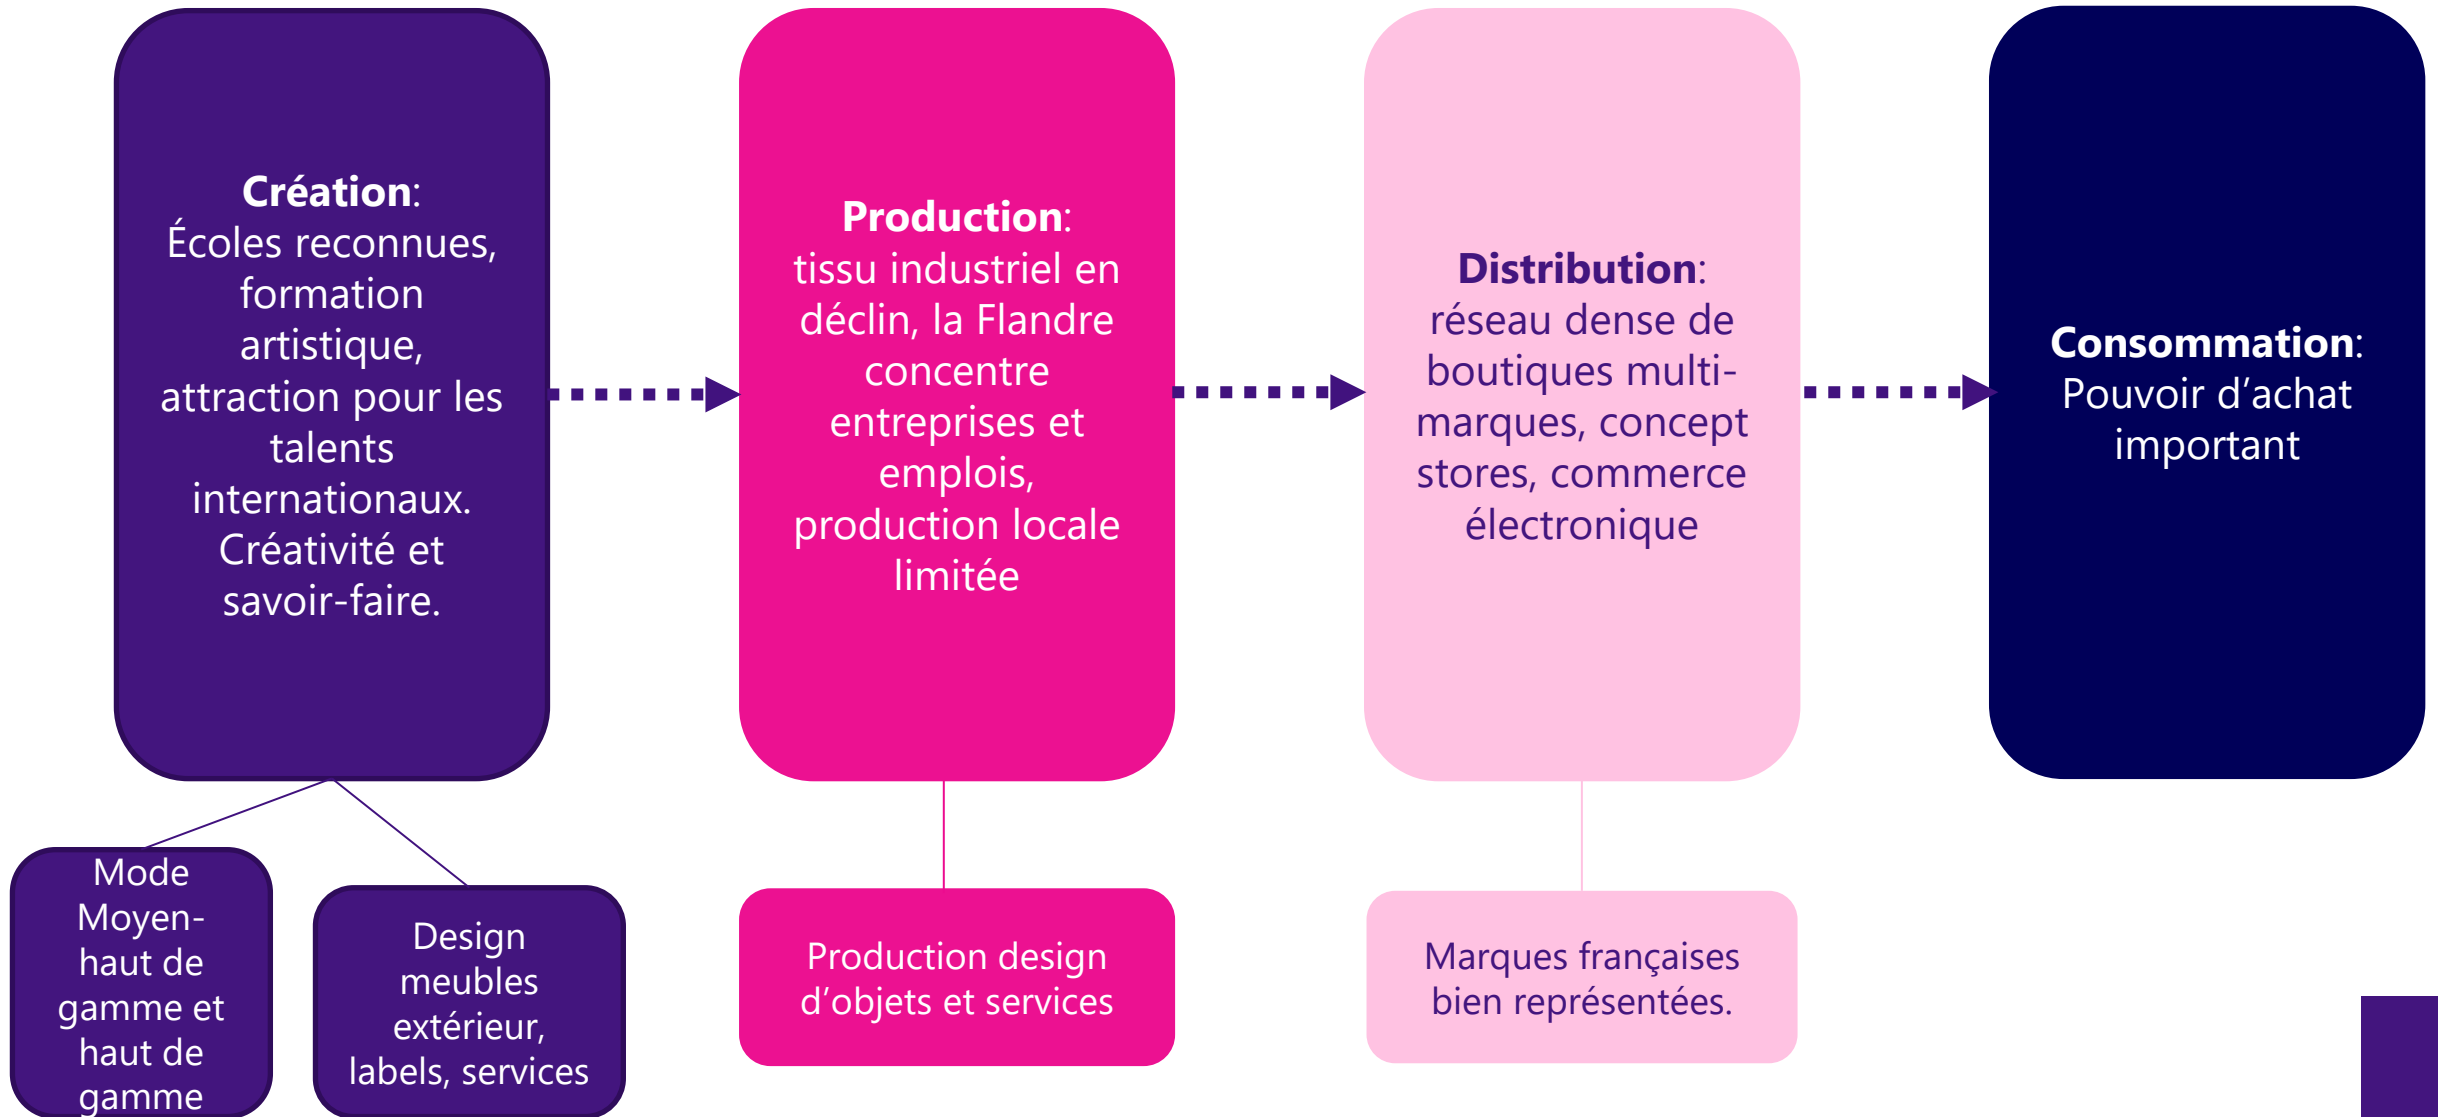 Création:
Écoles reconnues,
formation
artistique,
attraction pour les
talents
internationaux.
Créativité et
savoir-faire.
Production:
tissu industriel en
déclin, la Flandre
concentre
entreprises et
emplois,
production locale
limitée
Distribution:
réseau dense de
boutiques multi-
marques, concept
stores, commerce
électronique
Consommation:
Pouvoir d’achat
important
Mode
Moyen-
haut de
gamme et
haut de
gamme
Design
meubles
extérieur,
labels, services
Production design
d’objets et services
Marques françaises
bien représentées.